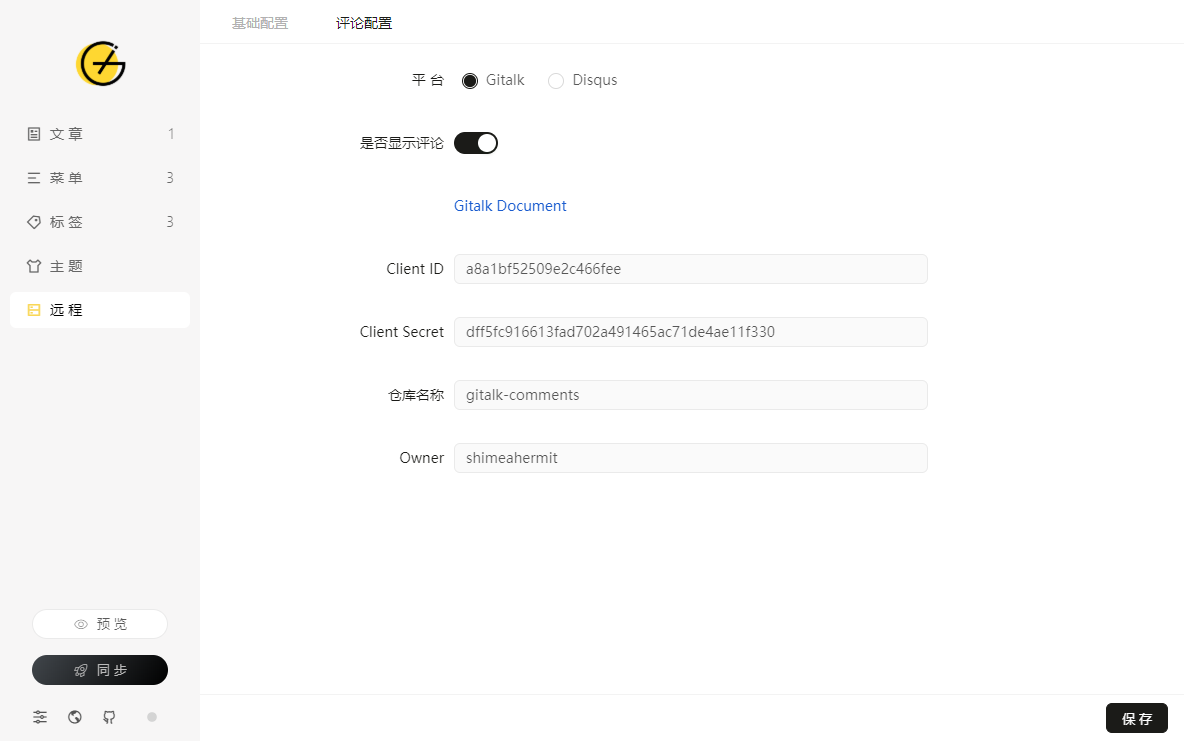 基础配置 评论配置
文章 1
菜单 3
标签 3
主题
远程
平台 Gitalk Disqus
是否显示评论
Gitalk Document
Client ID a8a1bf52509e2c466fee
Client Secret dff5fc916613fad702a491465ac71de4ae11f330
仓库名称 gitalk-comments
Owner shimeahermit
预览
同步
保存